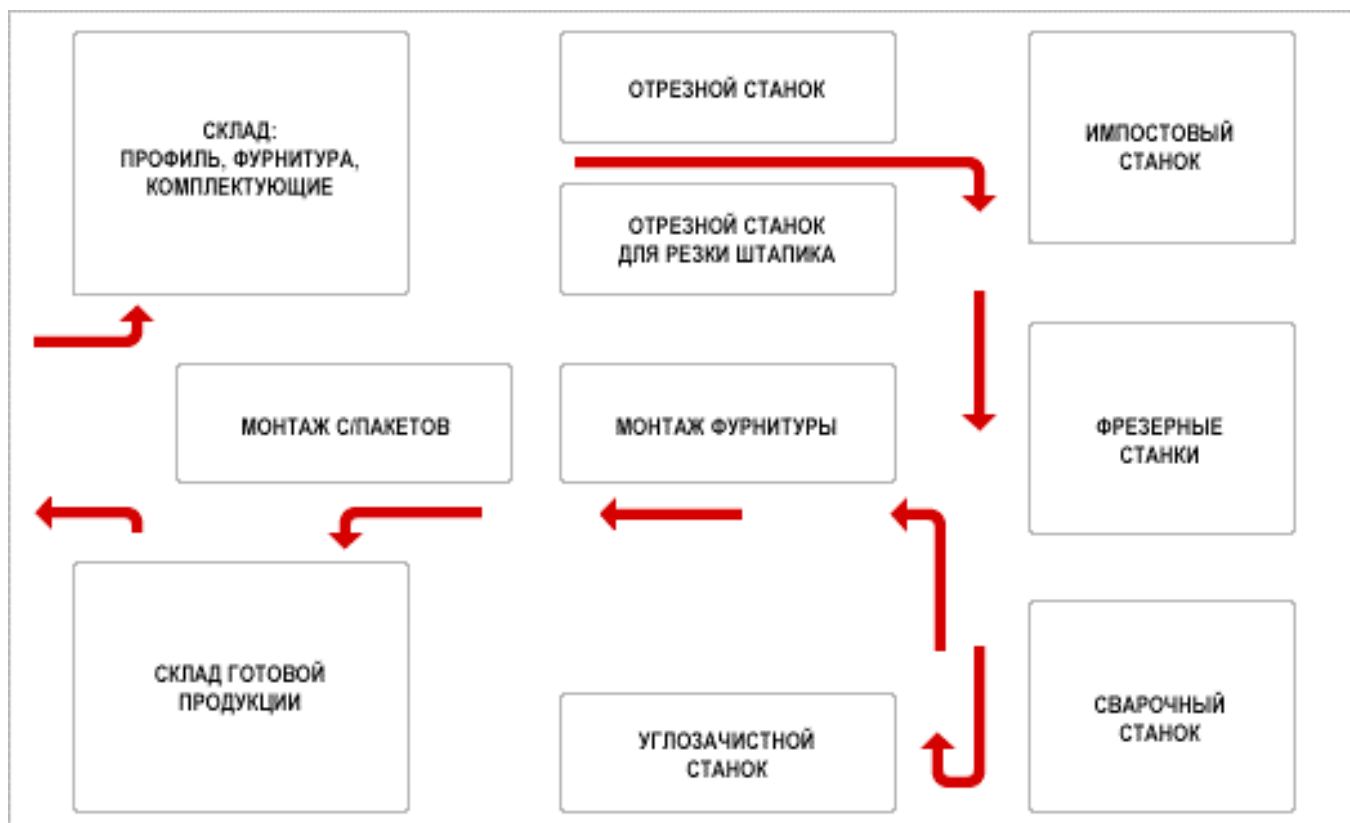 СКЛАД:
ПРОФИЛЬ, ФУРНИТУРА,
КОМПЛЕКТУЮЩИЕ
ОТРЕЗНОЙ СТАНОК
ИМПОСТОВЫЙ
СТАНОК
ОТРЕЗНОЙ СТАНОК
ДЛЯ РЕЗКИ ШТАПИКА
МОНТАЖ С/ПАКЕТОВ
МОНТАЖ ФУРНИТУРЫ
ФРЕЗЕРНЫЕ
СТАНКИ
СКЛАД ГОТОВОЙ
ПРОДУКЦИИ
УГЛОЗАЧИСТНОЙ
СТАНОК
СВАРОЧНЫЙ
СТАНОК